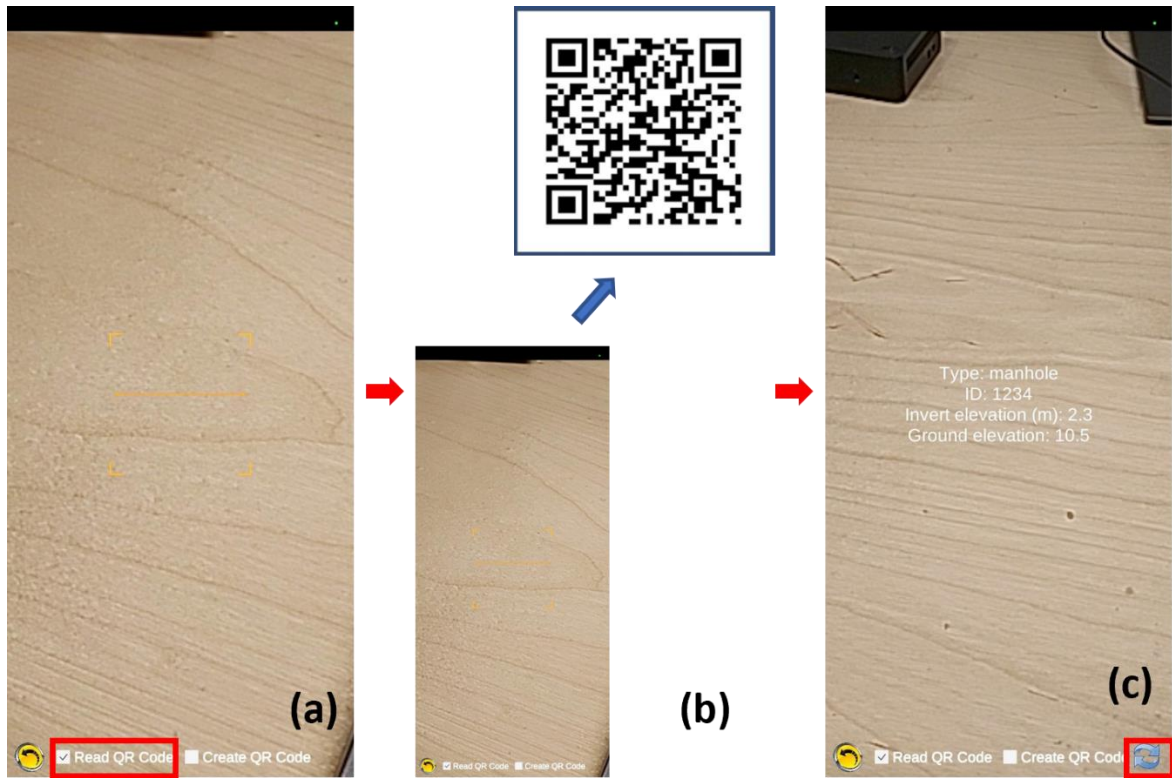 (a)
Read QR Code
Create QR Code
(b)
Read QR Code
Create QR Code
Type: manhole
ID: 1234
Invert elevation (m): 2.3
Ground elevation: 10.5
(c)
Read QR Code
Create QR Cod